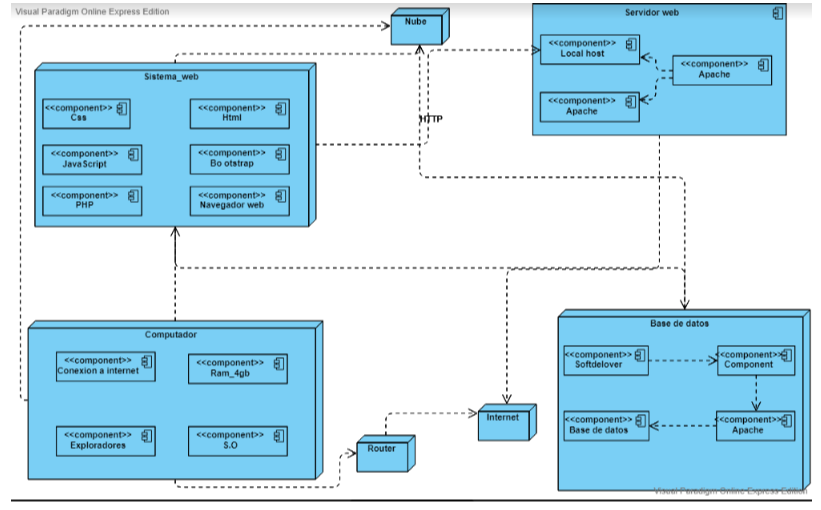 Visual Paradigm Online Express Edition
Nube
Servidor web
<<component>>
Local host
<<component>>
Apache
<<component>>
Apache
Sistema_web
<<component>>
Css
<<component>>
Html
<<component>>
JavaScript
<<component>>
Bo otstrap
<<component>>
PHP
<<component>>
Navegador web
HTTP
Computador
<<component>>
Conexion a internet
<<component>>
Ram_4gb
<<component>>
Exploradores
<<component>>
S.O
Router
Internet
Base de datos
<<component>>
Softdelover
<<component>>
Component
<<component>>
Base de datos
<<component>>
Apache
Visual Paradigm Online Express Edition